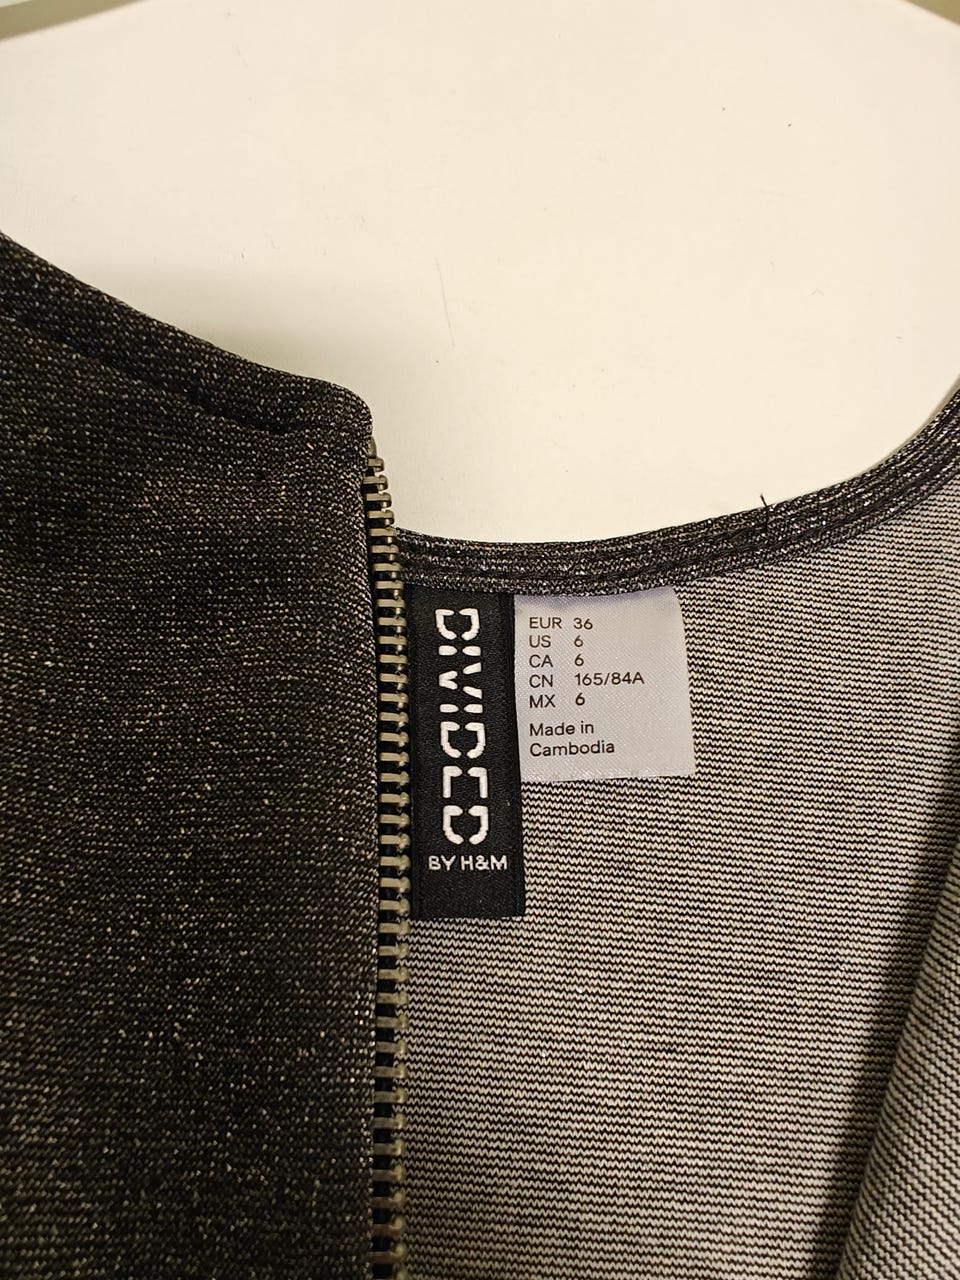 DIVIDED
BY H&M
EUR 36
US 6
CA 6
CN 165/84A
MX 6
Made in
Cambodia